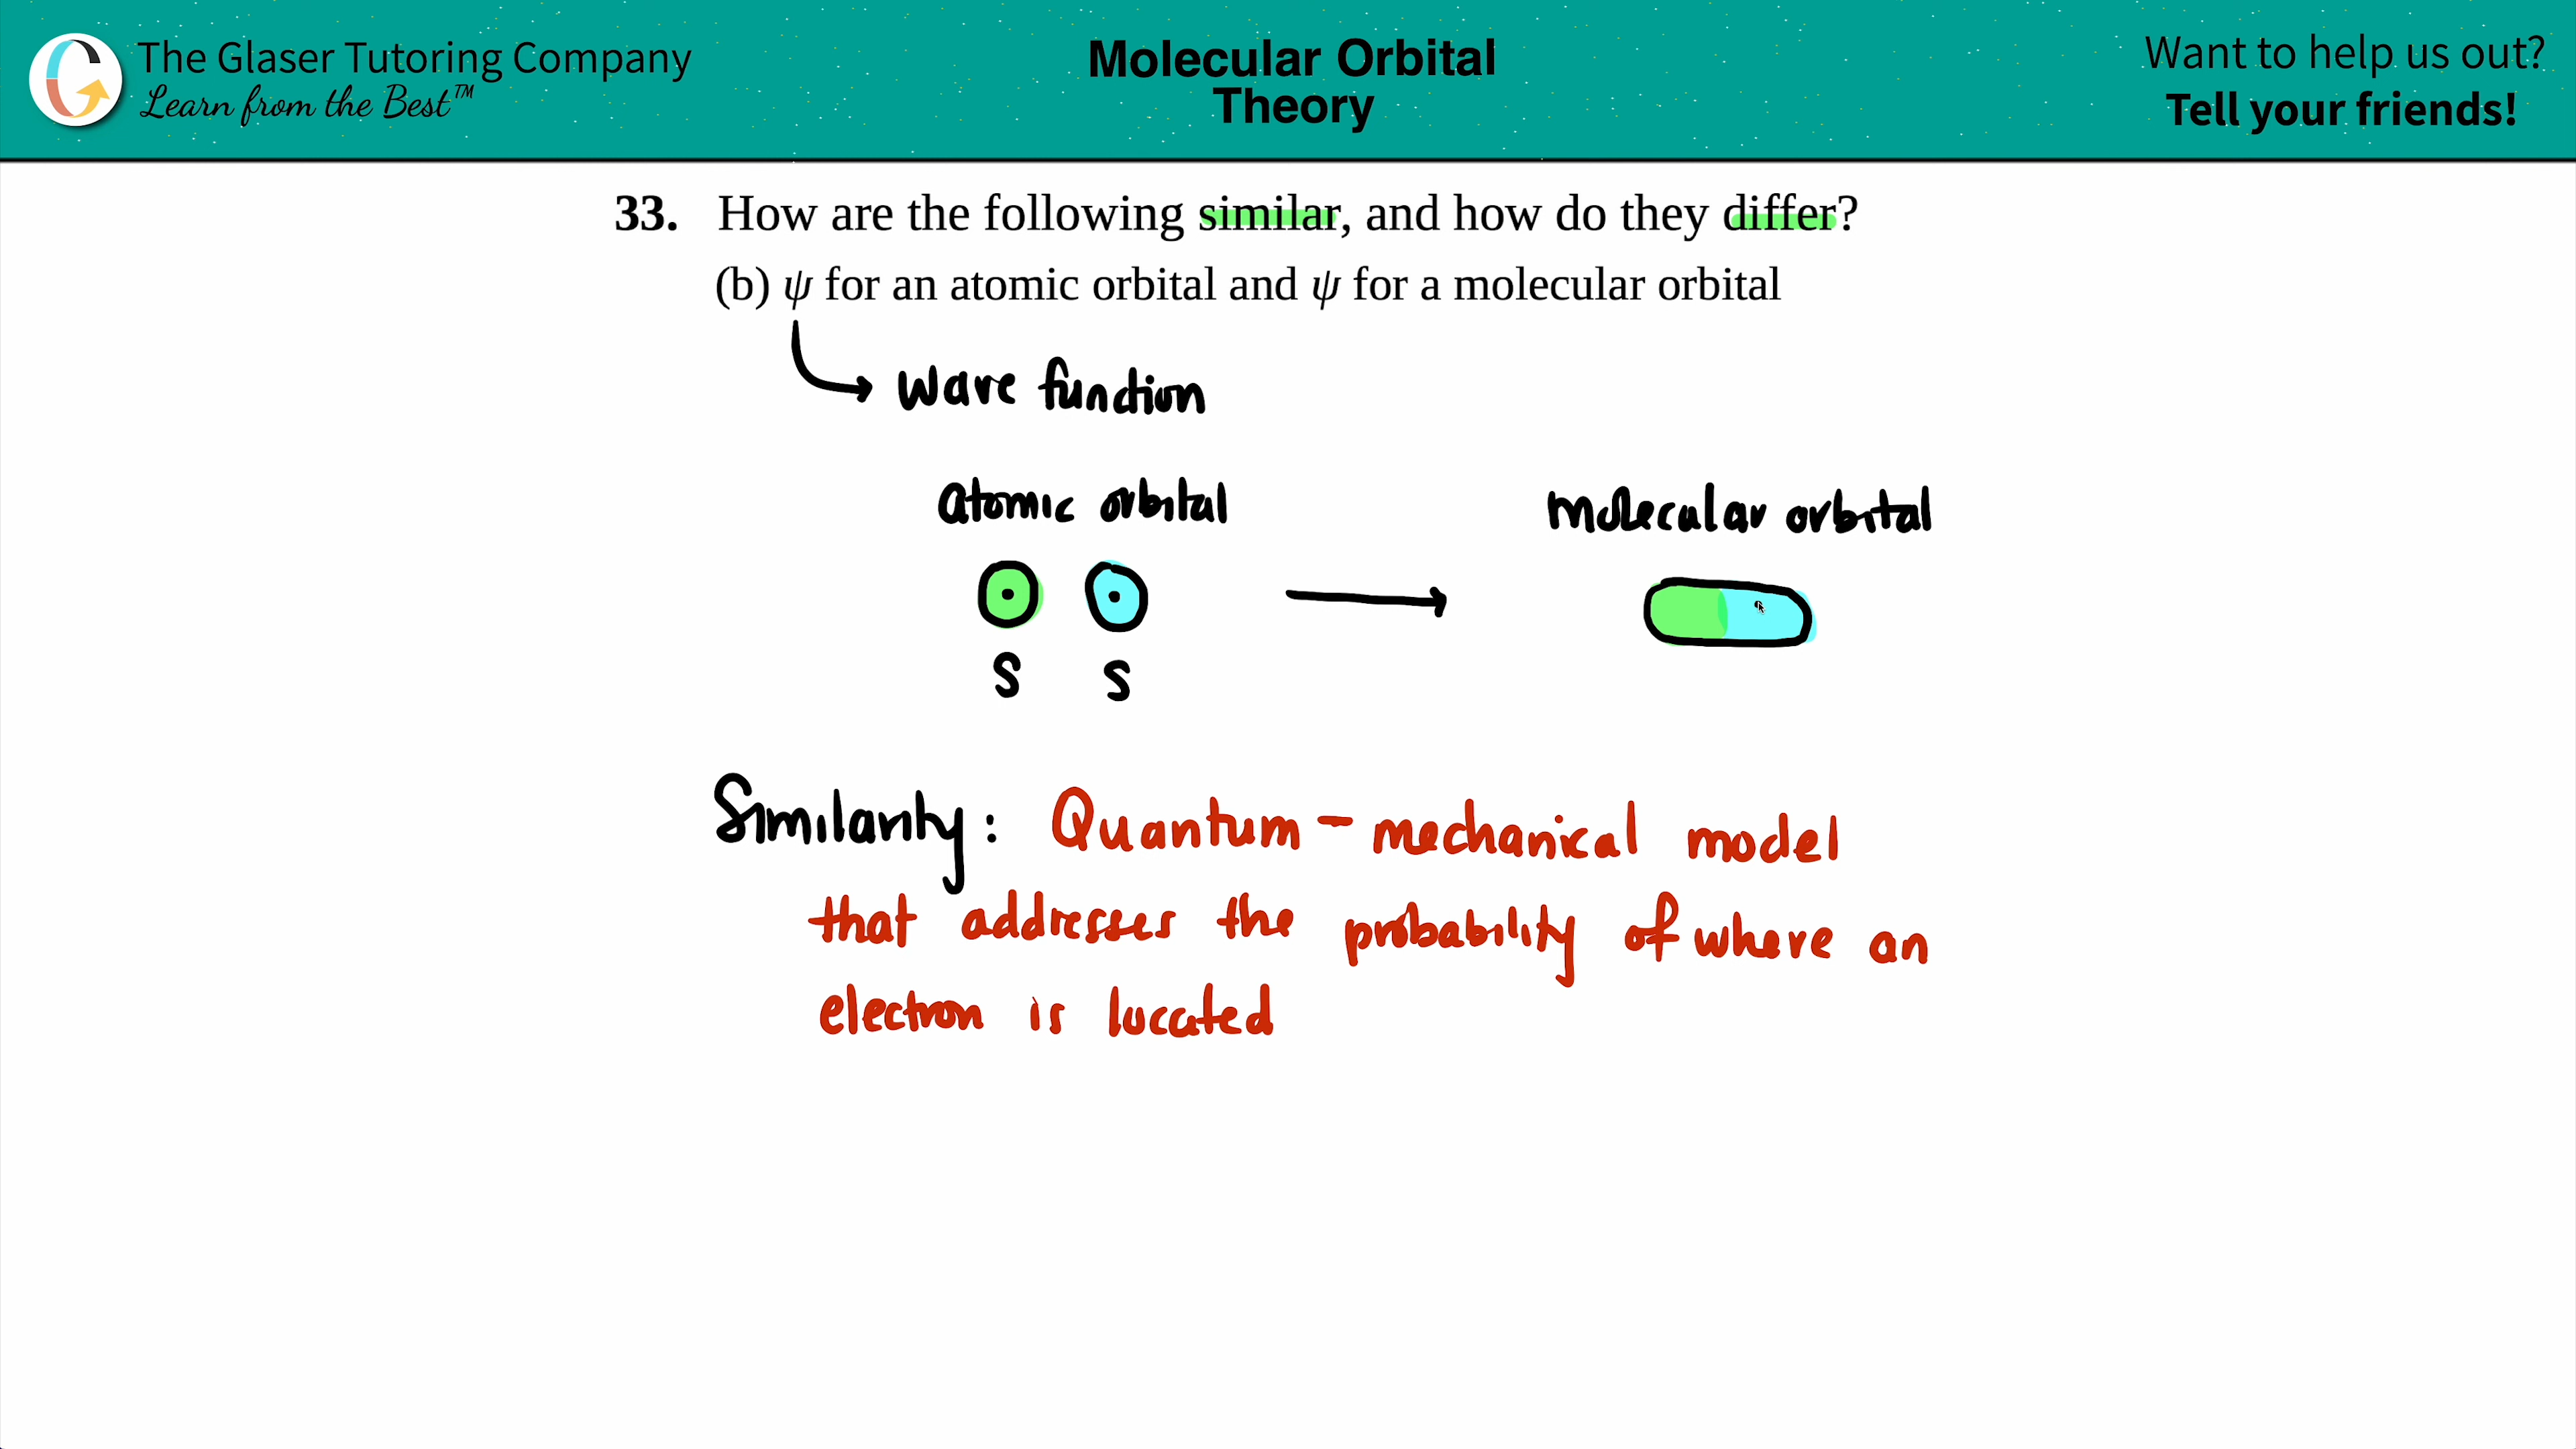 The Glaser Tutoring Company
Learn from the Best™
Molecular Orbital
Theory
Want to help us out?
Tell your friends!
33. How are the following similar, and how do they differ?
(b) ψ for an atomic orbital and ψ for a molecular orbital
wave function
atomic orbital
molecular orbital
S S
Similarity: Quantum-mechanical model
that addresses the probability of where an
electron is located